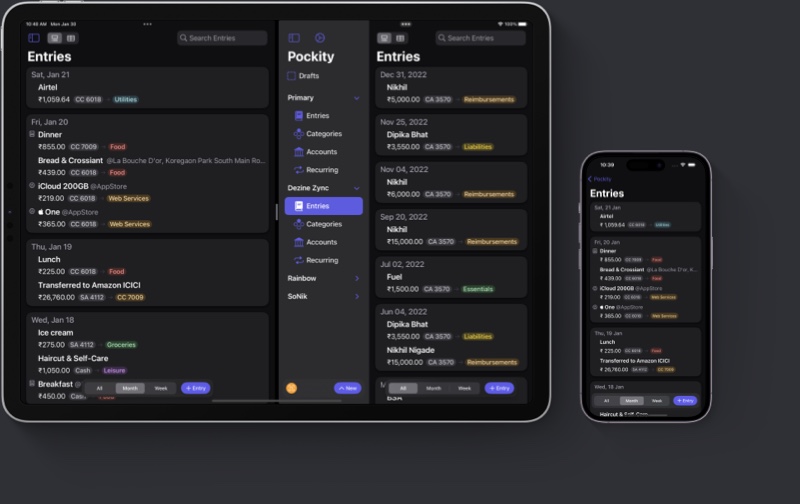 10:48 AM Mon Jan 30
100%
Search Entries
Entries
Sat, Jan 21
Airtel
₹1,059.64 CC 6018 Utilities
Fri, Jan 20
Dinner
₹855.00 CC 7009 Food
Bread & Crossiant @La Bouche D'or, Koregaon Park South Main Ro...
₹439.00 CC 6018 Food
iCloud 200GB @AppStore
₹219.00 CC 6018 Web Services
One @AppStore
₹365.00 CC 6018 Web Services
Thu, Jan 19
Lunch
₹225.00 CC 6018 Food
Transferred to Amazon ICICI
₹26,760.00 SA 4112 CC 7009
Wed, Jan 18
Ice cream
₹275.00 SA 4112 Groceries
Haircut & Self-Care
₹1,050.00 Cash Leisure
Breakfast @
₹450.00
All Month Week + Entry
Pockity
Drafts
Primary
Entries
Categories
Accounts
Recurring
Dezine Zync
Entries
Categories
Accounts
Recurring
Rainbow
SoNik
New
Search Entries
Entries
Dec 31, 2022
Nikhil
₹5,000.00 CA 3570 Reimbursements
Nov 25, 2022
Dipika Bhat
₹3,550.00 CA 3570 Liabilities
Nov 04, 2022
Nikhil
₹6,000.00 CA 3570 Reimbursements
Sep 20, 2022
Nikhil
₹15,000.00 CA 3570 Reimbursements
Jul 02, 2022
Fuel
₹1,500.00 CA 3570 Essentials
Jun 04, 2022
Dipika Bhat
₹3,550.00 CA 3570 Liabilities
Nikhil Nigade
₹15,000.00 CA 3570 Reimbursements
All Month Week + Entry
10:39
Pockity
Entries
Sat, 21 Jan
Airtel
₹ 1,059.64 CC 6018 Utilities
Fri, 20 Jan
Dinner
₹ 855.00 CC 7009 Food
Bread & Crossiant @La Bouche D'or, K...
₹ 439.00 CC 6018 Food
iCloud 200GB @AppStore
₹ 219.00 CC 6018 Web Services
One @AppStore
₹ 365.00 CC 6018 Web Services
Thu, 19 Jan
Lunch
₹ 225.00 CC 6018 Food
Transferred to Amazon ICICI
₹ 26,760.00 SA 4112 CC 7009
Wed, 18 Jan
All Month Week + Entry
Haircut & Self-Care